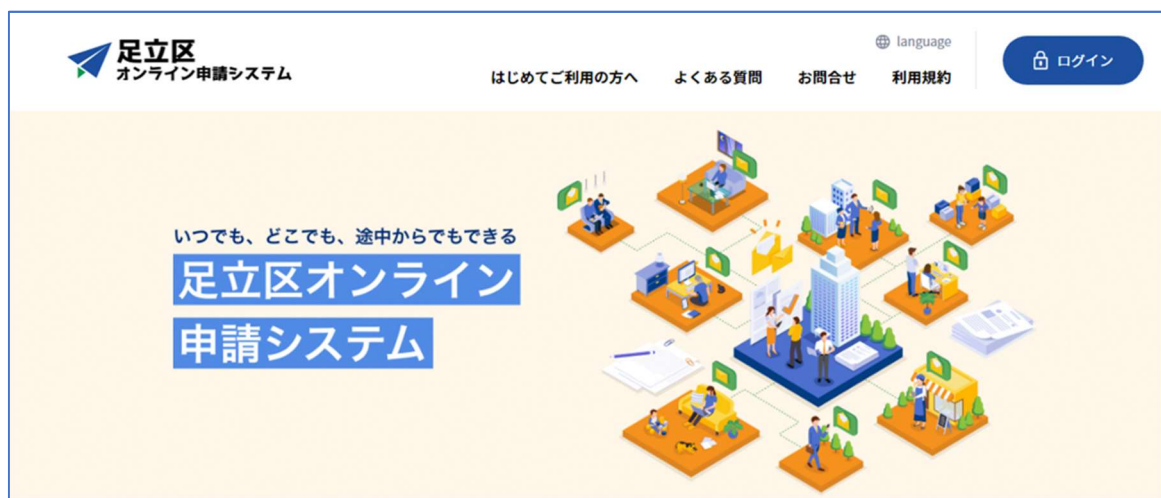 足立区
オンライン申請システム
language
はじめてご利用の方へ よくある質問 お問合せ 利用規約
ログイン
いつでも、どこでも、途中からでもできる
足立区オンライン
申請システム